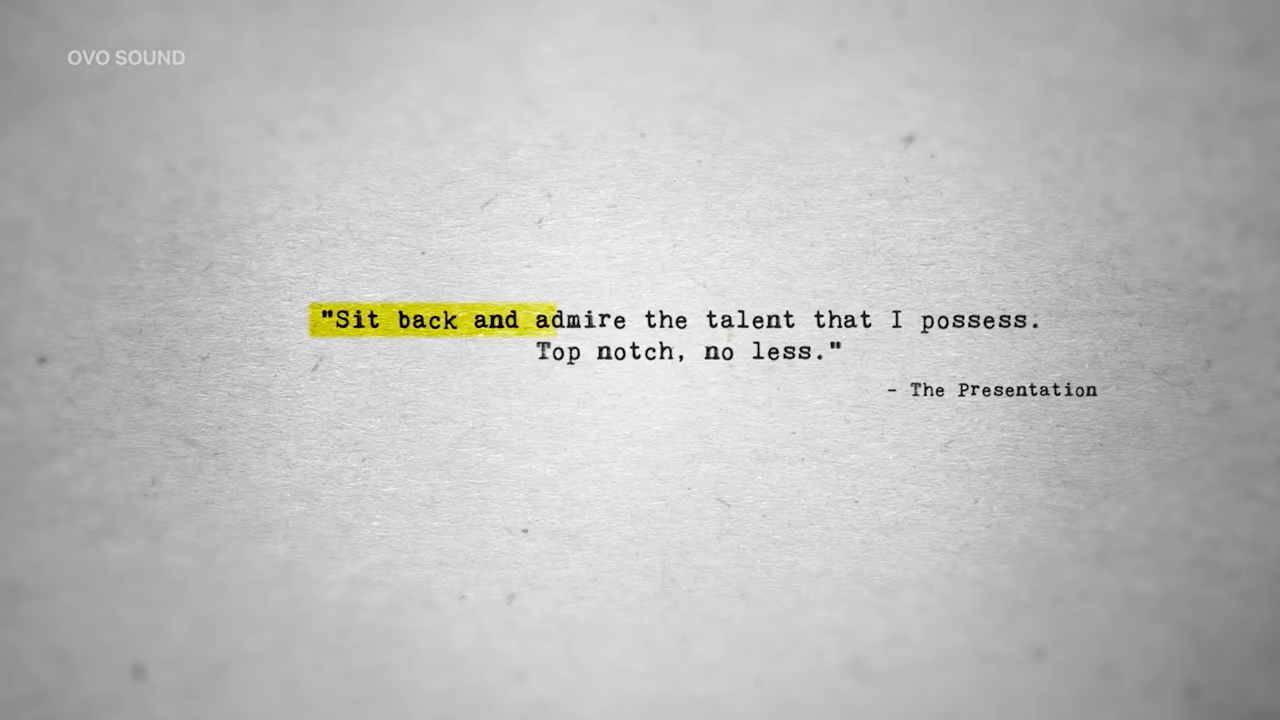 OVO SOUND
"Sit back and admire the talent that I possess.
Top notch, no less."
- The Presentation